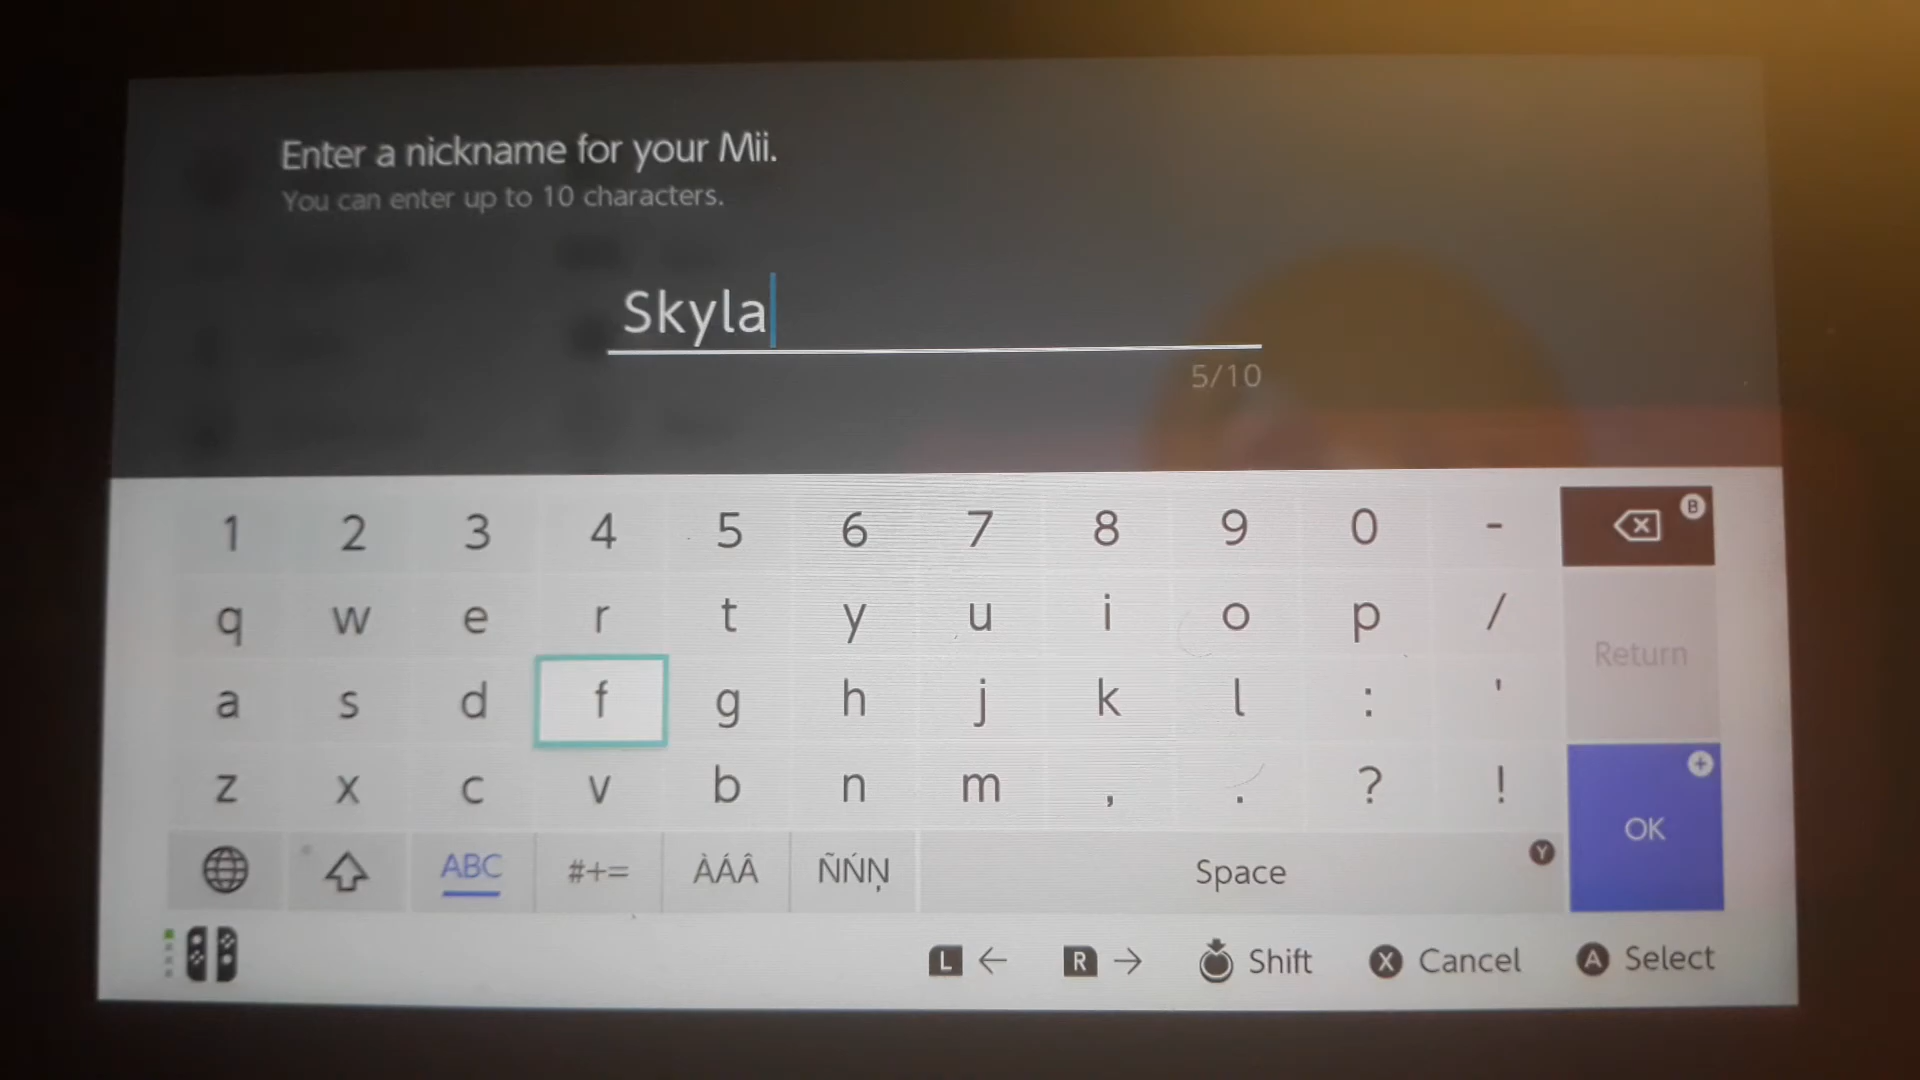 Enter a nickname for your Mii.
You can enter up to 10 characters.
Skyla
5/10
1 2 3 4 5 6 7 8 9 0 - B
q w e r t y u i o p / Return
a s d f g h j k l : '
z x c v b n m , . ? ! + OK
ABC #+= ÀÁÂ ÑŃŅ Space Y
L ← R → Shift X Cancel A Select